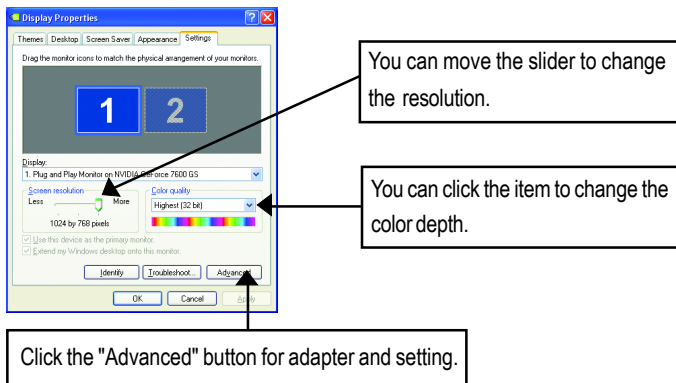 Display Properties
Themes Desktop Screen Saver Appearance Settings
Drag the monitor icons to match the physical arrangement of your monitors.
1 2
Display:
1. Plug and Play Monitor on NVIDIA GeForce 7600 GS
Screen resolution
Less More
1024 by 768 pixels
Color quality
Highest (32 bit)
Use this device as the primary monitor.
Extend my Windows desktop onto this monitor.
Identify Troubleshoot... Advanced
OK Cancel Apply
You can move the slider to change
the resolution.
You can click the item to change the
color depth.
Click the "Advanced" button for adapter and setting.